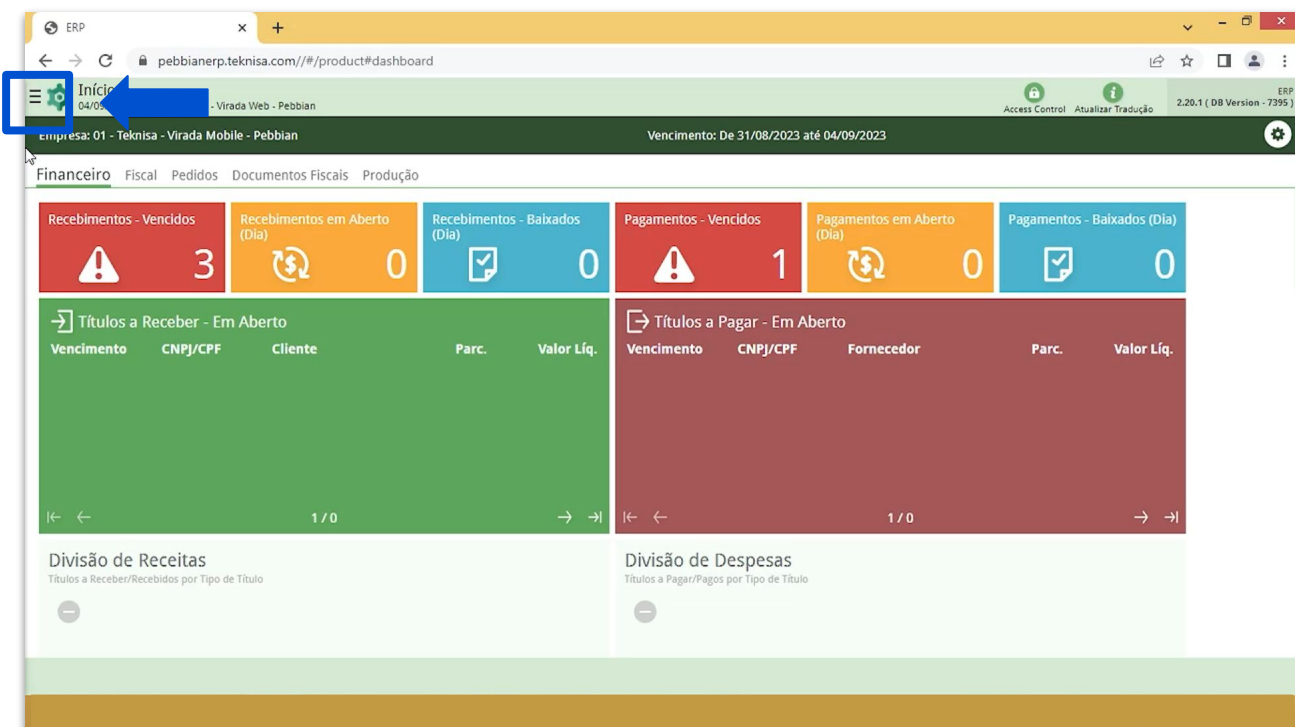 ERP
pebbianerp.teknisa.com//#/product#dashboard
Início
04/09 - Virada Web - Pebbian
Access Control
Atualizar Tradução
ERP
2.20.1 ( DB Version - 7395 )
Empresa: 01 - Teknisa - Virada Mobile - Pebbian
Vencimento: De 31/08/2023 até 04/09/2023
Financeiro Fiscal Pedidos Documentos Fiscais Produção
Recebimentos - Vencidos
3
Recebimentos em Aberto
(Dia)
0
Recebimentos - Baixados
(Dia)
0
Pagamentos - Vencidos
1
Pagamentos em Aberto
(Dia)
0
Pagamentos - Baixados (Dia)
0
Títulos a Receber - Em Aberto
Vencimento CNPJ/CPF Cliente Parc. Valor Líq.
1 / 0
Títulos a Pagar - Em Aberto
Vencimento CNPJ/CPF Fornecedor Parc. Valor Líq.
1 / 0
Divisão de Receitas
Títulos a Receber/Recebidos por Tipo de Título
Divisão de Despesas
Títulos a Pagar/Pagos por Tipo de Título